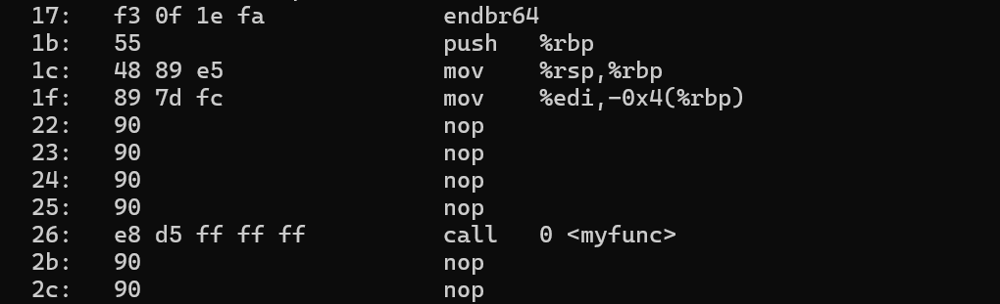 17: f3 0f 1e fa endbr64
1b: 55 push %rbp
1c: 48 89 e5 mov %rsp,%rbp
1f: 89 7d fc mov %edi,-0x4(%rbp)
22: 90 nop
23: 90 nop
24: 90 nop
25: 90 nop
26: e8 d5 ff ff ff call 0 <myfunc>
2b: 90 nop
2c: 90 nop